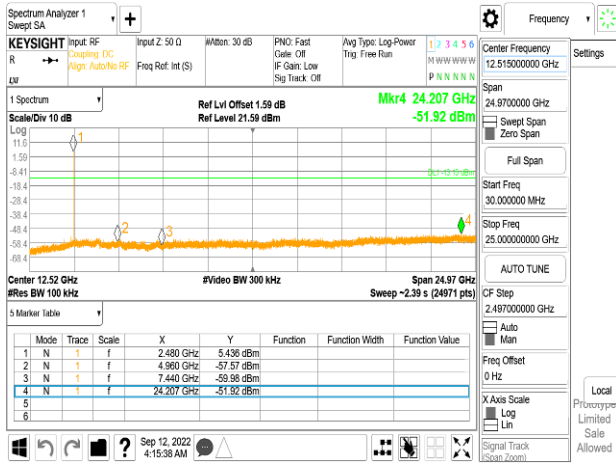 Spectrum Analyzer 1
Swept SA
Frequency
Settings
KEYSIGHT
R
Input: RF
Coupling: DC
Align: Auto/No RF
Input Z: 50 Ω
Freq Ref: Int (S)
#Atten: 30 dB
PNO: Fast
Gate: Off
IF Gain: Low
Sig Track: Off
Avg Type: Log-Power
Trig: Free Run
1 2 3 4 5 6
M W W W W W
P N N N N N
1 Spectrum
Scale/Div 10 dB
Ref Lvl Offset 1.59 dB
Ref Level 21.59 dBm
Mkr4 24.207 GHz
-51.92 dBm
Log
11.6
1.59
-8.41
-18.4
-28.4
-38.4
-48.4
-58.4
-68.4
1
2
3
4
Center 12.52 GHz
#Res BW 100 kHz
#Video BW 300 kHz
Span 24.97 GHz
Sweep ~2.39 s (24971 pts)
5 Marker Table
Mode Trace Scale X Y Function Function Width Function Value
1 N 1 f 2.480 GHz 5.436 dBm
2 N 1 f 4.960 GHz -57.57 dBm
3 N 1 f 7.440 GHz -59.98 dBm
4 N 1 f 24.207 GHz -51.92 dBm
5
6
Sep 12, 2022
4:15:38 AM
Center Frequency
12.515000000 GHz
Span
24.9700000 GHz
Swept Span
Zero Span
Full Span
Start Freq
30.000000 MHz
Stop Freq
25.000000000 GHz
AUTO TUNE
CF Step
2.497000000 GHz
Auto
Man
Freq Offset
0 Hz
X Axis Scale
Log
Lin
Signal Track
(Span Zoom)
Local
Prototype
Limited
Sale
Allowed